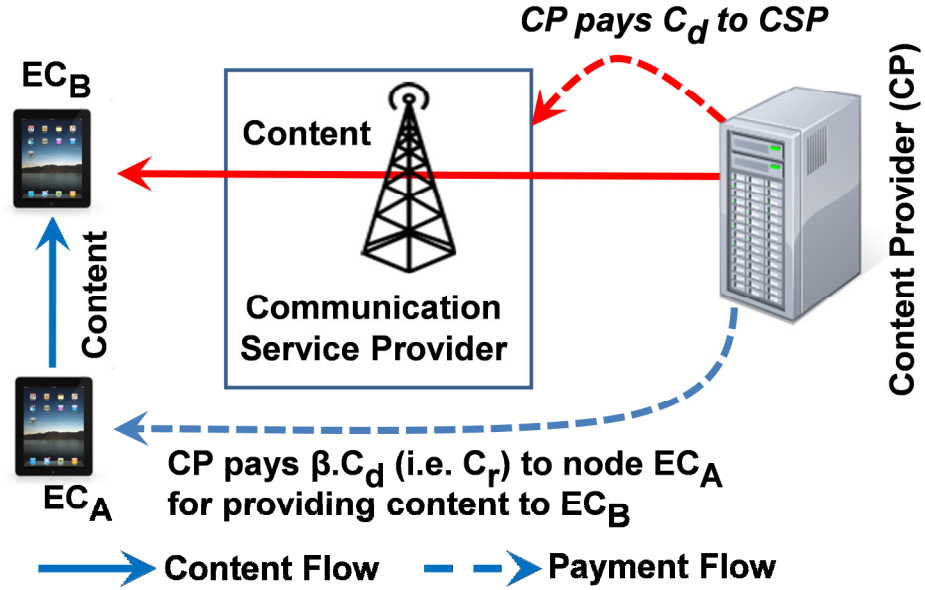 CP pays Cd to CSP
ECB
Content
Communication
Service Provider
Content Provider (CP)
Content
ECA
CP pays β.Cd (i.e. Cr) to node ECA
for providing content to ECB
Content Flow
Payment Flow